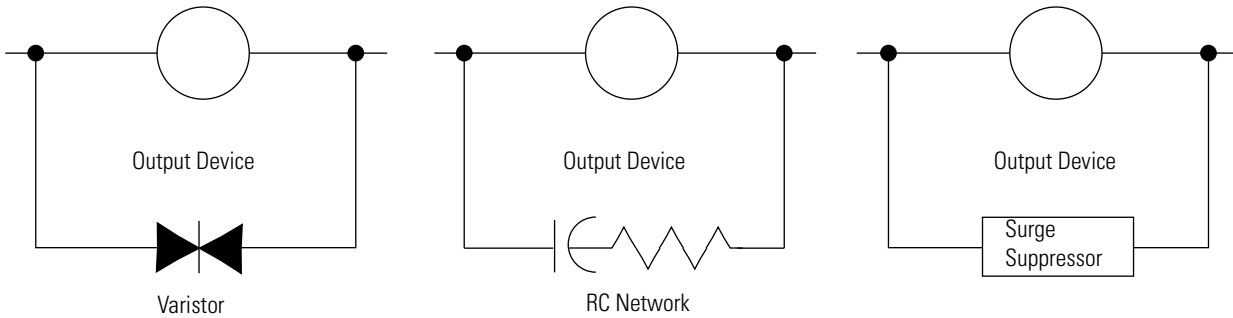 Output Device
Output Device
Output Device
Surge
Suppressor
Varistor
RC Network